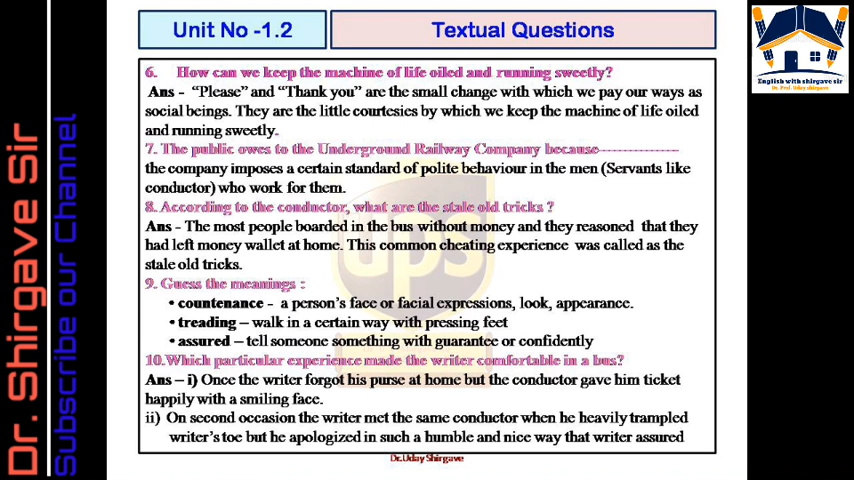 Unit No -1.2
Textual Questions
English with shirgave sir
Dr. Prof. Uday shirgave
Dr. Shirgave Sir
Subscribe our Channel
6. How can we keep the machine of life oiled and running sweetly?
Ans - “Please” and “Thank you” are the small change with which we pay our ways as
social beings. They are the little courtesies by which we keep the machine of life oiled
and running sweetly.
7. The public owes to the Underground Railway Company because---------------
the company imposes a certain standard of polite behaviour in the men (Servants like
conductor) who work for them.
8. According to the conductor, what are the stale old tricks ?
Ans - The most people boarded in the bus without money and they reasoned that they
had left money wallet at home. This common cheating experience was called as the
stale old tricks.
9. Guess the meanings :
• countenance - a person’s face or facial expressions, look, appearance.
• treading – walk in a certain way with pressing feet
• assured – tell someone something with guarantee or confidently
10.Which particular experience made the writer comfortable in a bus?
Ans – i) Once the writer forgot his purse at home but the conductor gave him ticket
happily with a smiling face.
ii) On second occasion the writer met the same conductor when he heavily trampled
writer’s toe but he apologized in such a humble and nice way that writer assured
Dr.Uday Shirgave
ups